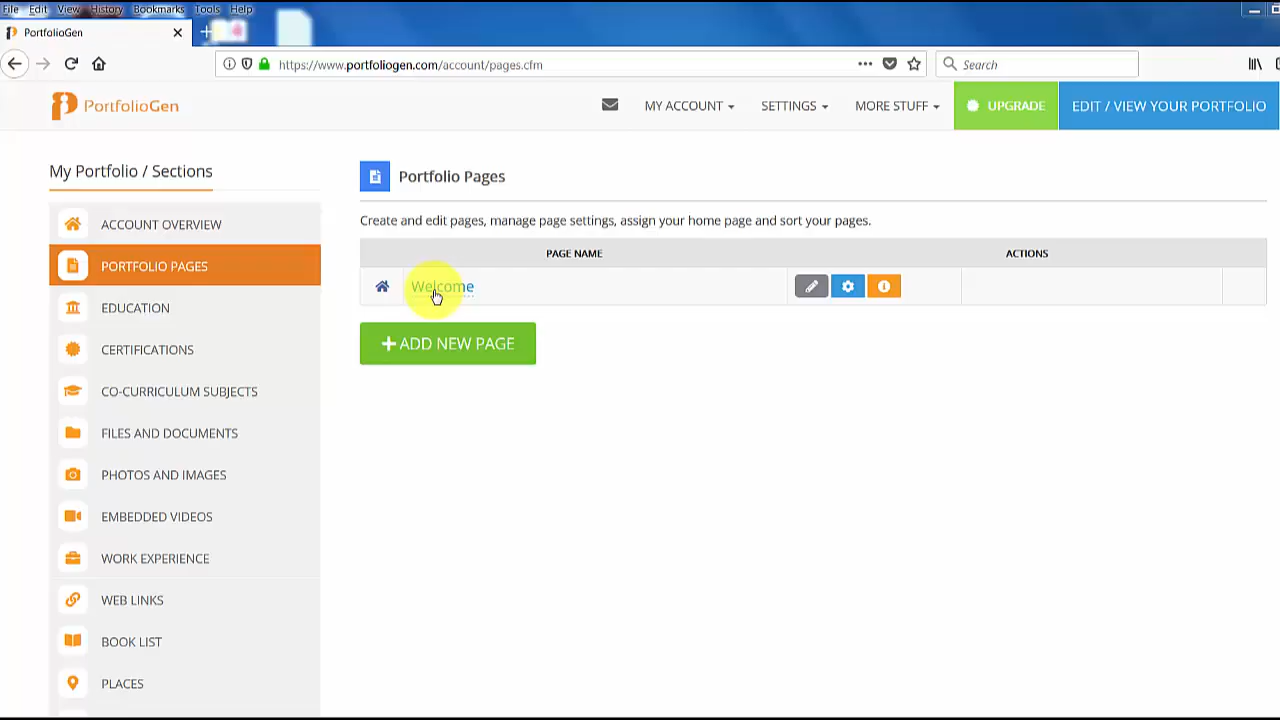 File Edit View History Bookmarks Tools Help
PortfolioGen
https://www.portfoliogen.com/account/pages.cfm
Search
PortfolioGen
MY ACCOUNT SETTINGS MORE STUFF UPGRADE EDIT / VIEW YOUR PORTFOLIO
My Portfolio / Sections
ACCOUNT OVERVIEW
PORTFOLIO PAGES
EDUCATION
CERTIFICATIONS
CO-CURRICULUM SUBJECTS
FILES AND DOCUMENTS
PHOTOS AND IMAGES
EMBEDDED VIDEOS
WORK EXPERIENCE
WEB LINKS
BOOK LIST
PLACES
Portfolio Pages
Create and edit pages, manage page settings, assign your home page and sort your pages.
PAGE NAME ACTIONS
Welcome
ADD NEW PAGE